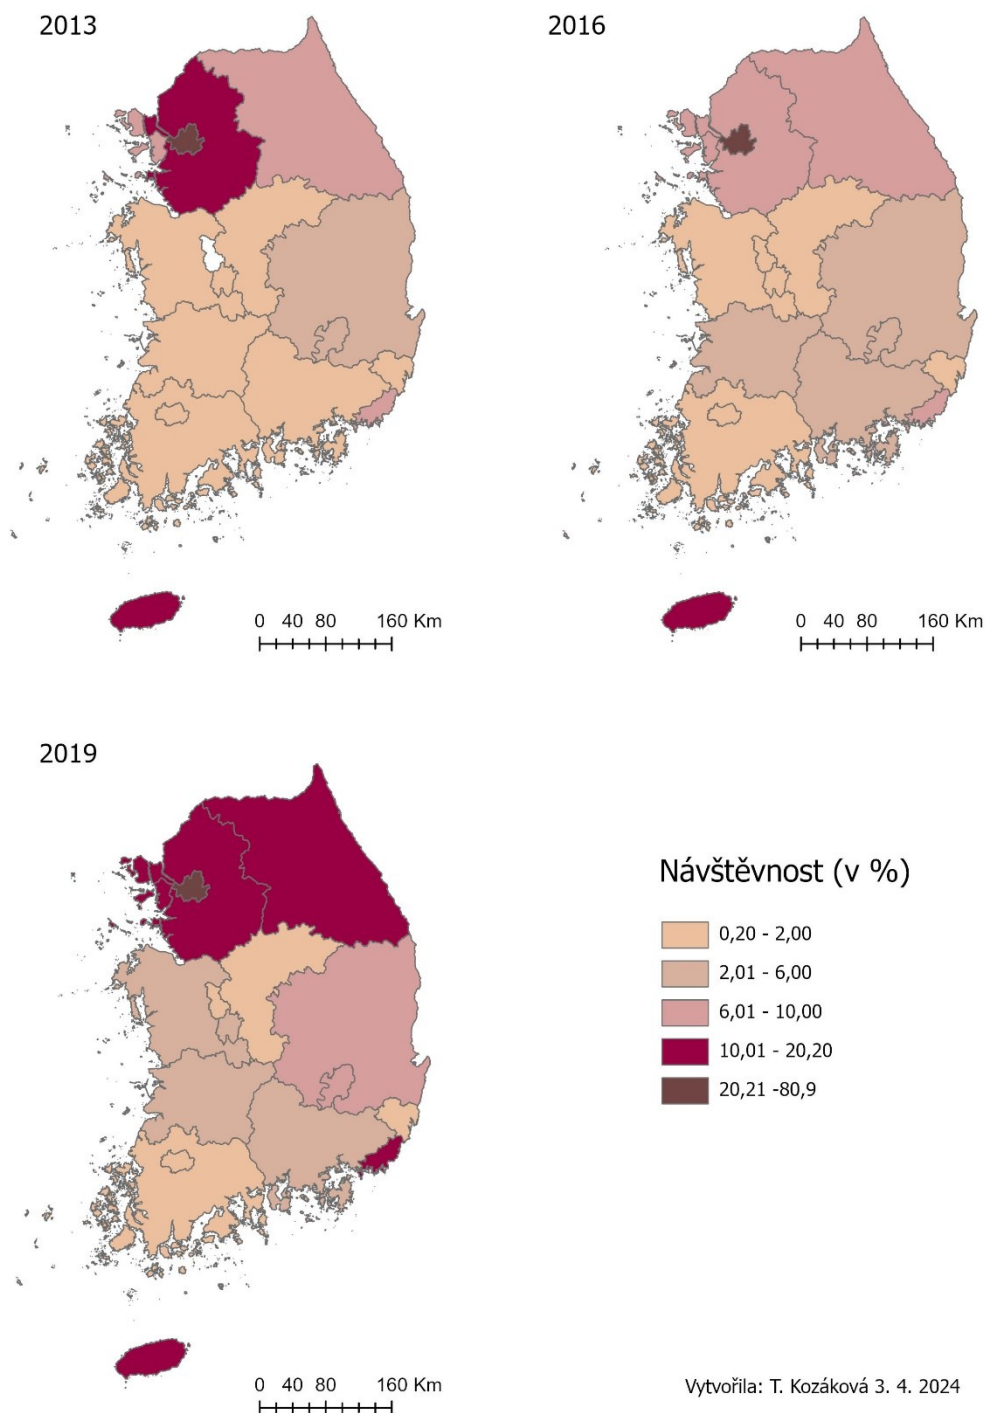 2013
2016
0 40 80 160 Km
0 40 80 160 Km
2019
Návštěvnost (v %)
0,20 - 2,00
2,01 - 6,00
6,01 - 10,00
10,01 - 20,20
20,21 -80,9
0 40 80 160 Km
Vytvořila: T. Kozáková 3. 4. 2024